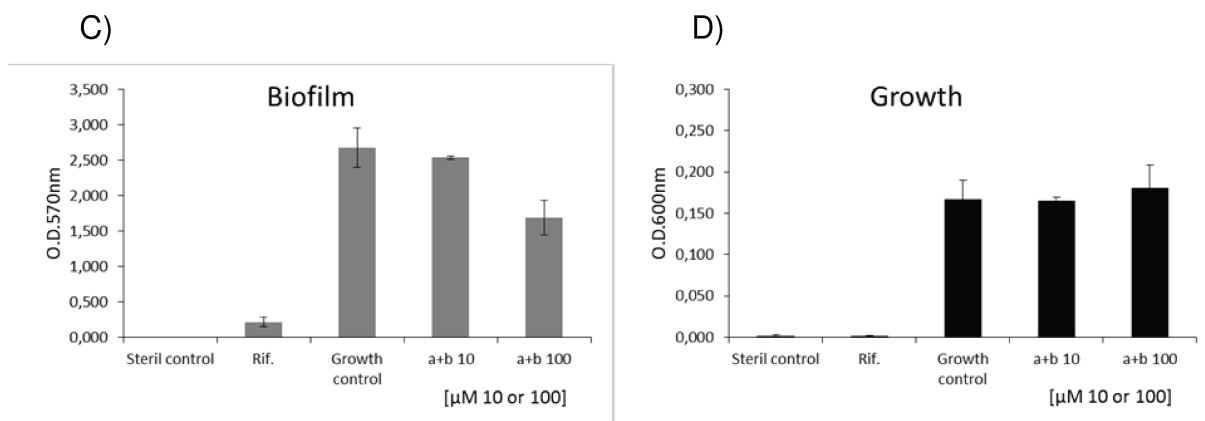 C)
Biofilm
O.D.570nm
3,500
3,000
2,500
2,000
1,500
1,000
0,500
0,000
Steril control
Rif.
Growth
control
a+b 10
a+b 100
[µM 10 or 100]
D)
Growth
O.D.600nm
0,300
0,250
0,200
0,150
0,100
0,050
0,000
Steril control
Rif.
Growth
control
a+b 10
a+b 100
[µM 10 or 100]